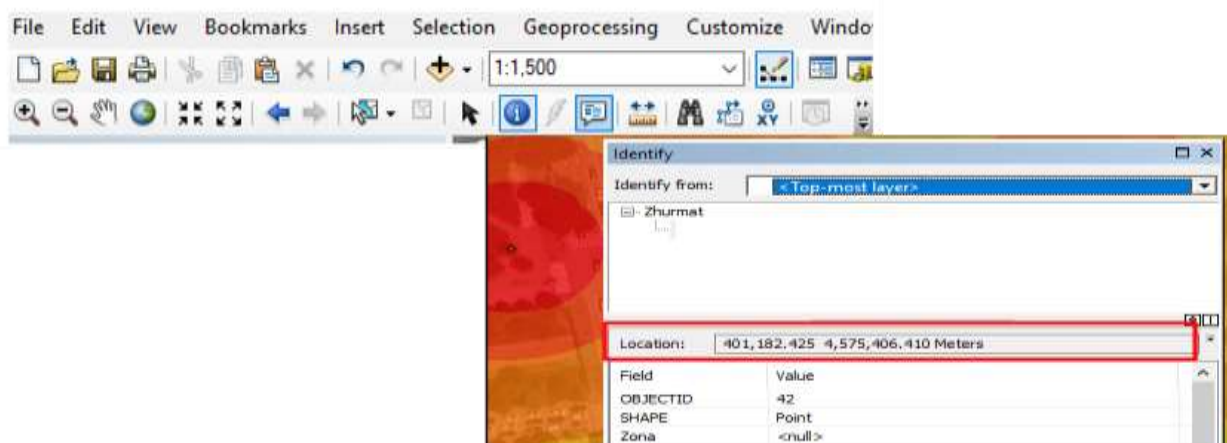 File Edit View Bookmarks Insert Selection Geoprocessing Customize Windo
1:1,500
XY
Identify
Identify from: <Top-most layer>
Zhurmat
Location: 401,182.425 4,575,406.410 Meters
Field Value
OBJECTID 42
SHAPE Point
Zona <null>